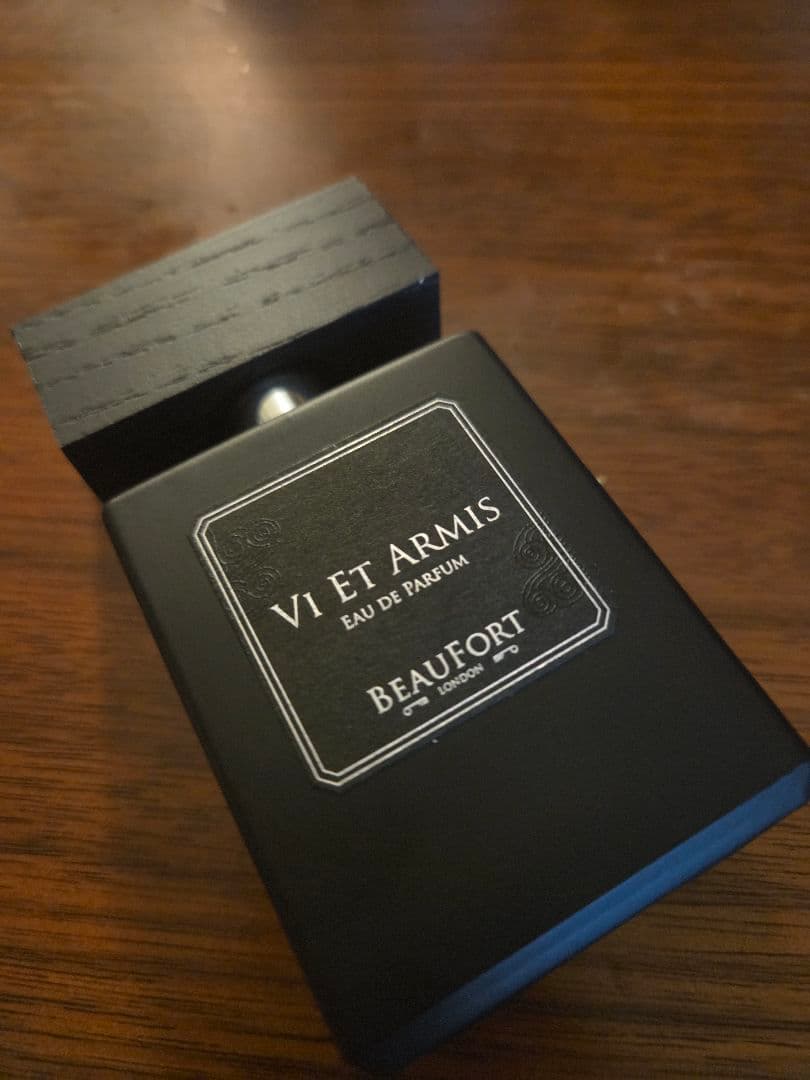 Vi Et Armis
Eau de Parfum
BeauFort
London